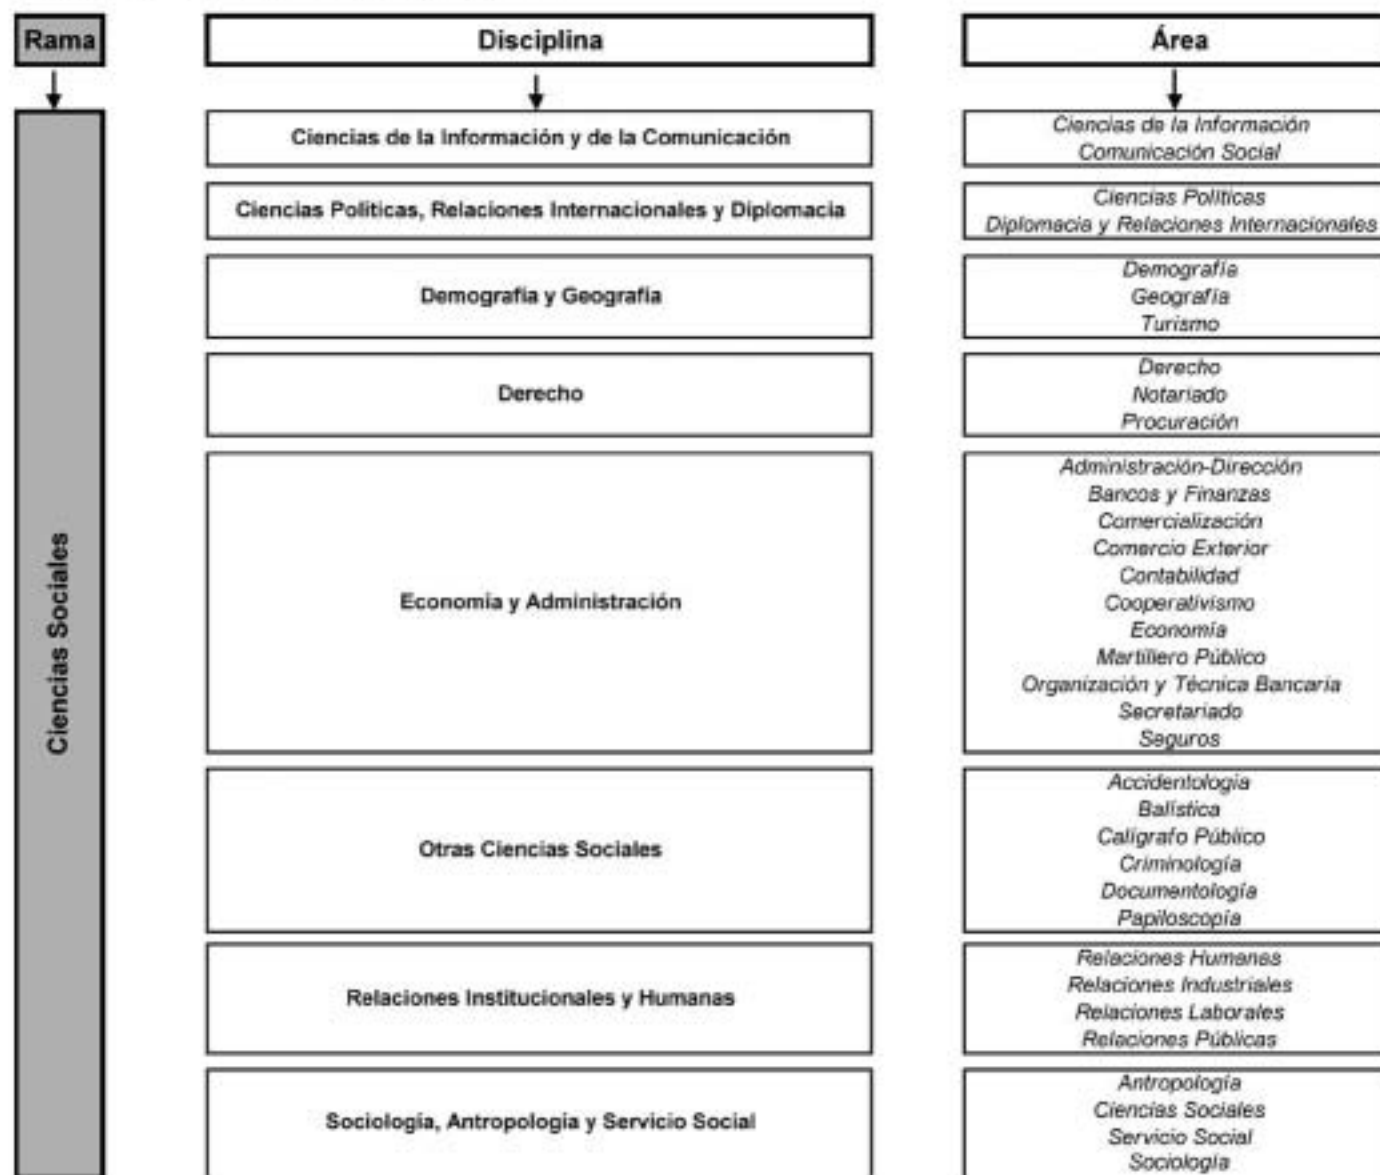 Rama
Disciplina
Área
Ciencias Sociales
Ciencias de la Información y de la Comunicación
Ciencias de la Información
Comunicación Social
Ciencias Políticas, Relaciones Internacionales y Diplomacia
Ciencias Políticas
Diplomacia y Relaciones Internacionales
Demografía y Geografía
Demografía
Geografía
Turismo
Derecho
Derecho
Notariado
Procuración
Economía y Administración
Administración-Dirección
Bancos y Finanzas
Comercialización
Comercio Exterior
Contabilidad
Cooperativismo
Economía
Martillero Público
Organización y Técnica Bancaria
Secretariado
Seguros
Otras Ciencias Sociales
Accidentología
Balística
Calígrafo Público
Criminología
Documentología
Papiloscopía
Relaciones Institucionales y Humanas
Relaciones Humanas
Relaciones Industriales
Relaciones Laborales
Relaciones Públicas
Sociología, Antropología y Servicio Social
Antropología
Ciencias Sociales
Servicio Social
Sociología